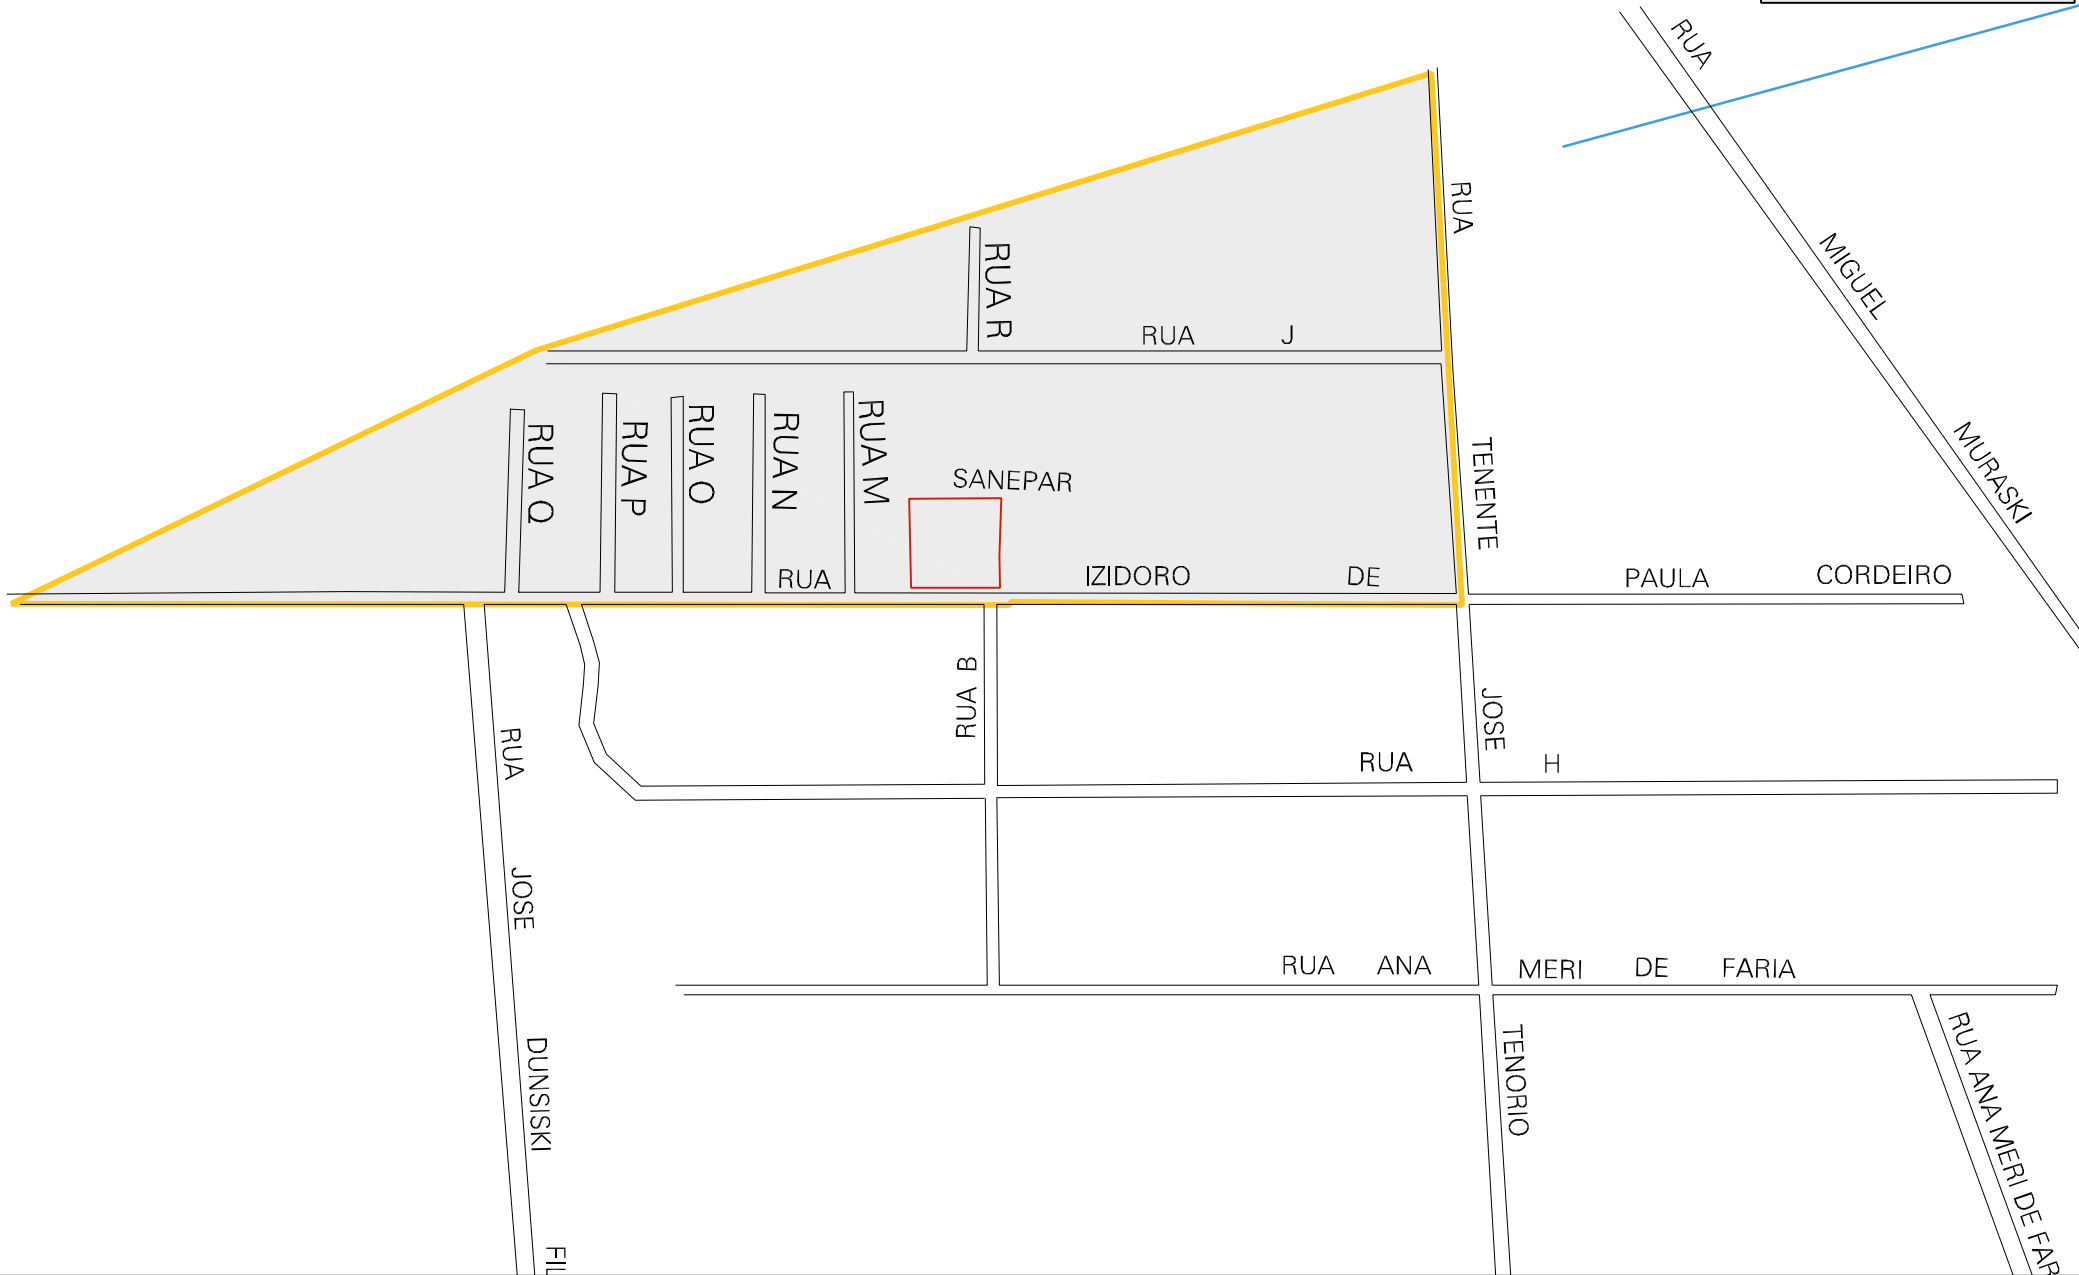 RUA MIGUEL MURASKI
RUA TENENTE JOSE TENORIO
RUA R
RUA J
RUA Q
RUA P
RUA O
RUA N
RUA M
SANEPAR
RUA IZIDORO DE PAULA CORDEIRO
RUA B
RUA H
RUA JOSE DUNSISKI FIL
RUA ANA MERI DE FARIA
RUA ANA MERI DE FAR